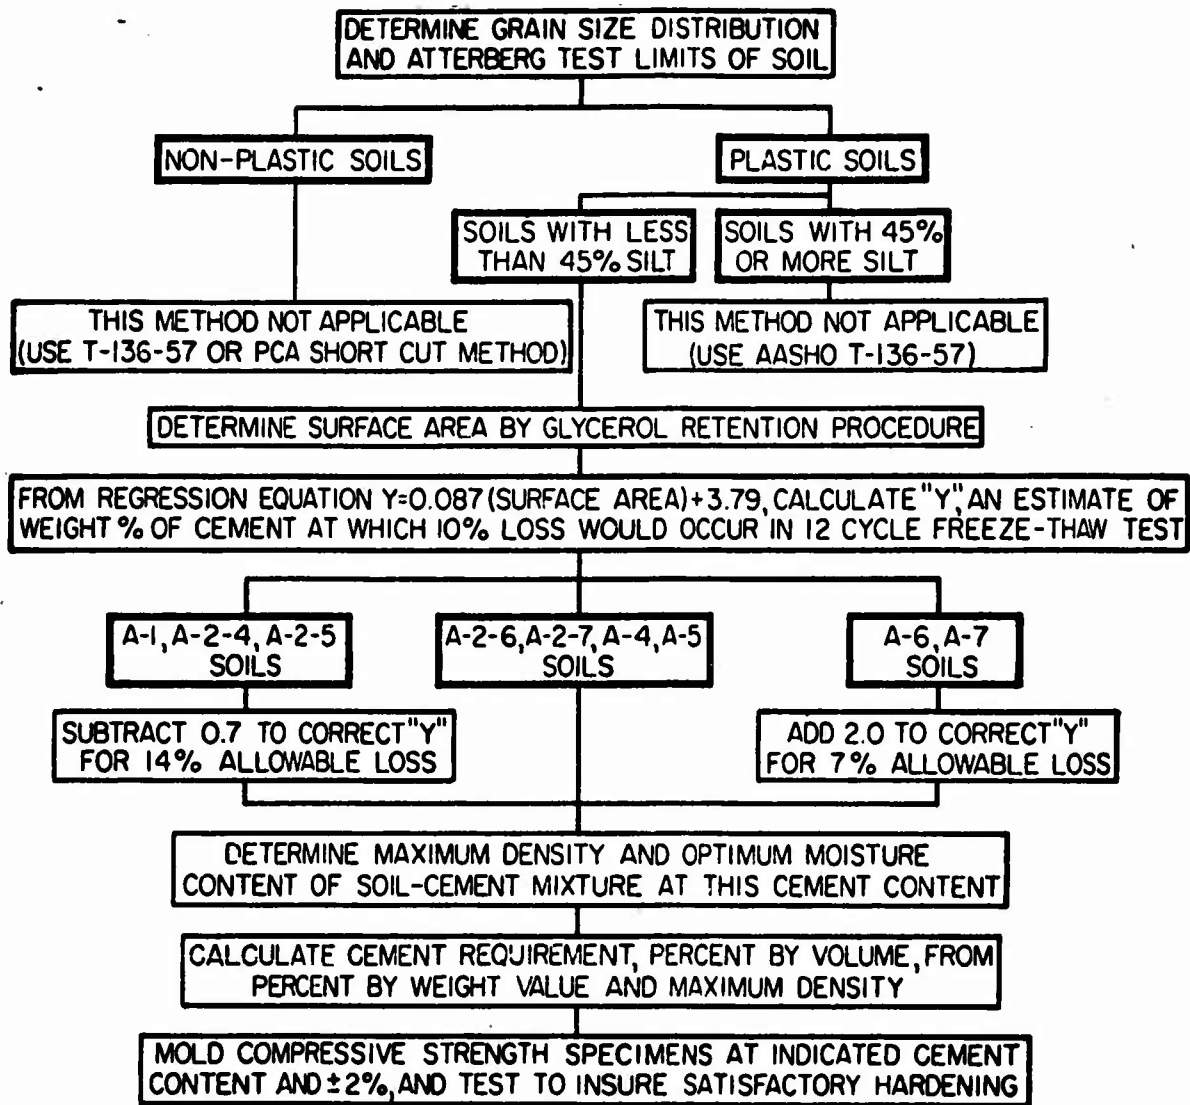 DETERMINE GRAIN SIZE DISTRIBUTION
AND ATTERBERG TEST LIMITS OF SOIL
NON-PLASTIC SOILS
PLASTIC SOILS
SOILS WITH LESS
THAN 45% SILT
SOILS WITH 45%
OR MORE SILT
THIS METHOD NOT APPLICABLE
(USE T-136-57 OR PCA SHORT CUT METHOD)
THIS METHOD NOT APPLICABLE
(USE AASHO T-136-57)
DETERMINE SURFACE AREA BY GLYCEROL RETENTION PROCEDURE
FROM REGRESSION EQUATION Y=0.087 (SURFACE AREA)+3.79, CALCULATE "Y", AN ESTIMATE OF
WEIGHT % OF CEMENT AT WHICH 10% LOSS WOULD OCCUR IN 12 CYCLE FREEZE-THAW TEST
A-1, A-2-4, A-2-5
SOILS
A-2-6, A-2-7, A-4, A-5
SOILS
A-6, A-7
SOILS
SUBTRACT 0.7 TO CORRECT "Y"
FOR 14% ALLOWABLE LOSS
ADD 2.0 TO CORRECT "Y"
FOR 7% ALLOWABLE LOSS
DETERMINE MAXIMUM DENSITY AND OPTIMUM MOISTURE
CONTENT OF SOIL-CEMENT MIXTURE AT THIS CEMENT CONTENT
CALCULATE CEMENT REQUIREMENT, PERCENT BY VOLUME, FROM
PERCENT BY WEIGHT VALUE AND MAXIMUM DENSITY
MOLD COMPRESSIVE STRENGTH SPECIMENS AT INDICATED CEMENT
CONTENT AND ±2%, AND TEST TO INSURE SATISFACTORY HARDENING